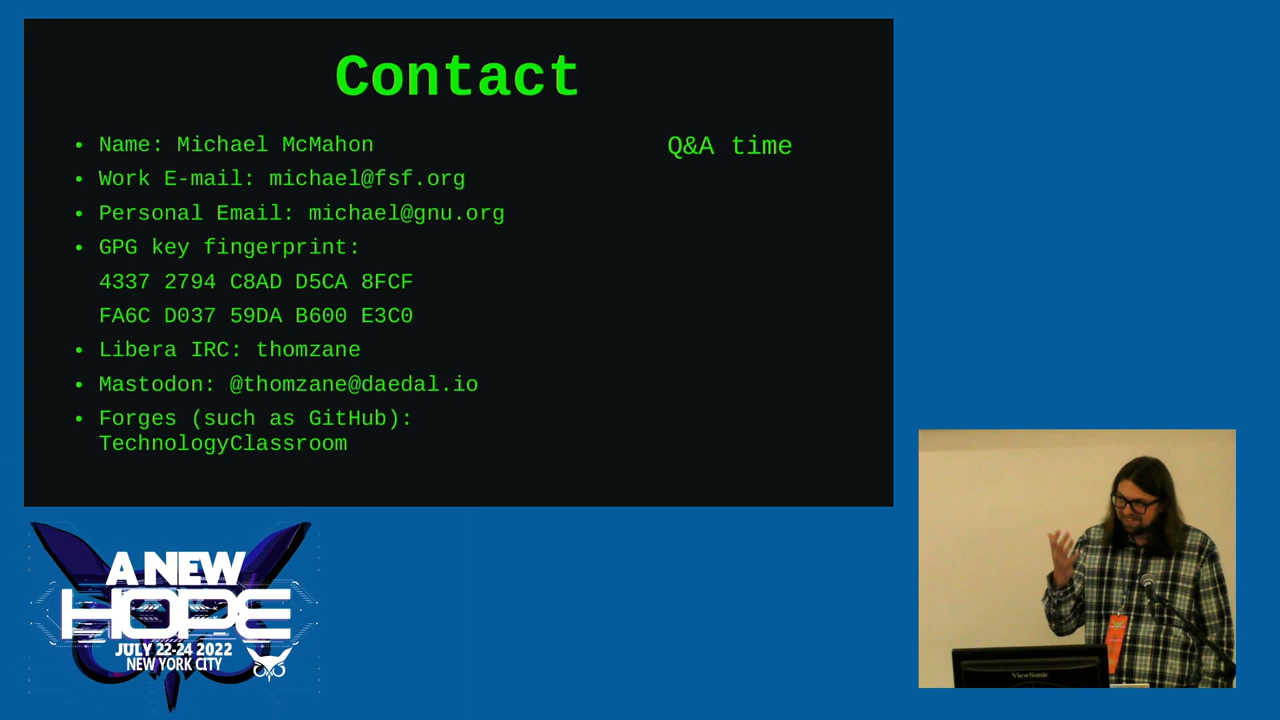 Contact
• Name: Michael McMahon
Q&A time
• Work E-mail: michael@fsf.org
• Personal Email: michael@gnu.org
• GPG key fingerprint:
4337 2794 C8AD D5CA 8FCF
FA6C D037 59DA B600 E3C0
• Libera IRC: thomzane
• Mastodon: @thomzane@daedal.io
• Forges (such as GitHub):
TechnologyClassroom
A NEW
HOPE
JULY 22-24 2022
NEW YORK CITY
ViewSonic